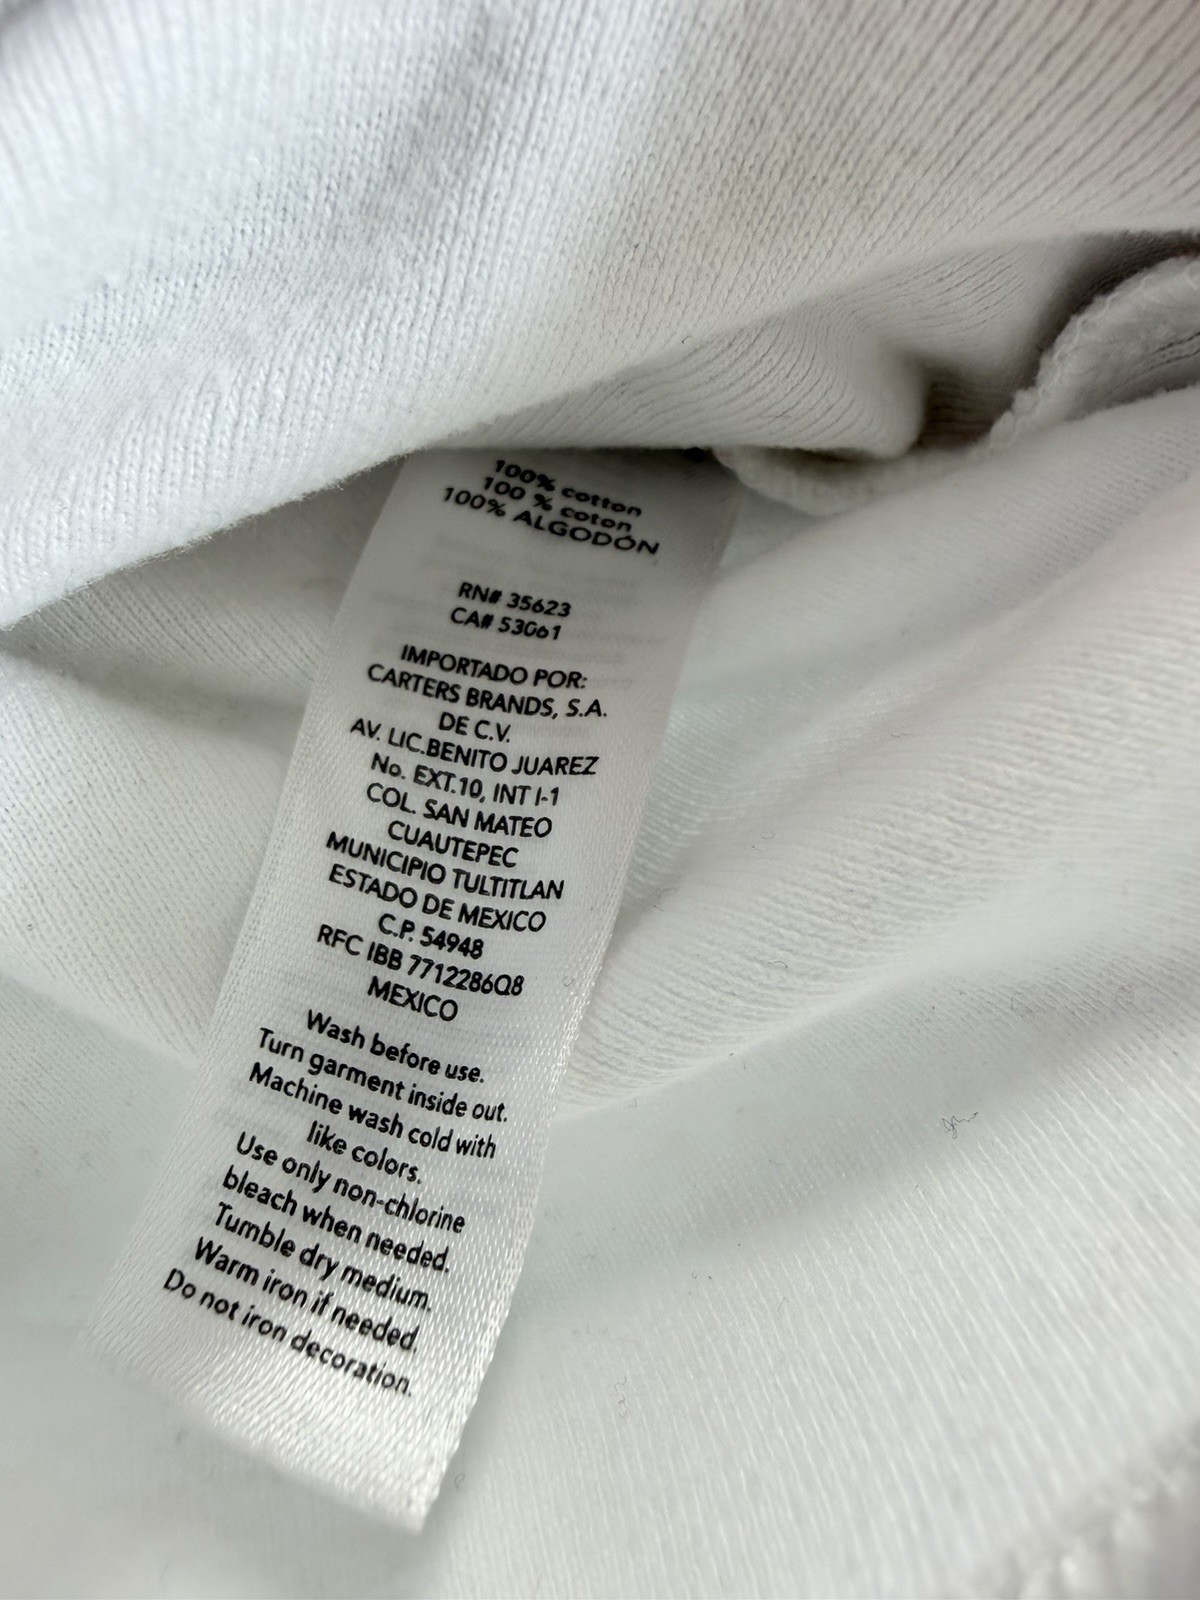 100% cotton
100 % coton
100% ALGODÓN
RN# 35623
CA# 53061
IMPORTADO POR:
CARTERS BRANDS, S.A.
DE C.V.
AV. LIC.BENITO JUAREZ
No. EXT.10, INT I-1
COL. SAN MATEO
CUAUTEPEC
MUNICIPIO TULTITLAN
ESTADO DE MEXICO
C.P. 54948
RFC IBB 7712286Q8
MEXICO
Wash before use.
Turn garment inside out.
Machine wash cold with
like colors.
Use only non-chlorine
bleach when needed.
Tumble dry medium.
Warm iron if needed.
Do not iron decoration.